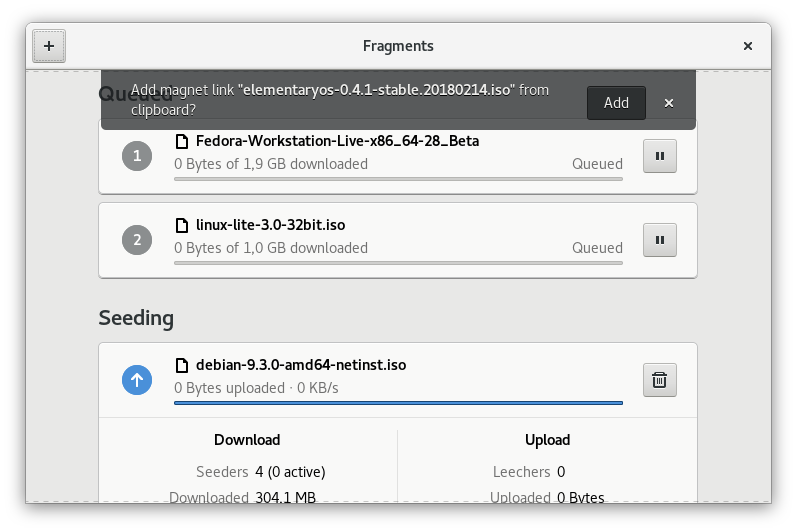 Fragments
Queued
Add magnet link "elementaryos-0.4.1-stable.20180214.iso" from
clipboard?
Add
1
Fedora-Workstation-Live-x86_64-28_Beta
0 Bytes of 1,9 GB downloaded
Queued
2
linux-lite-3.0-32bit.iso
0 Bytes of 1,0 GB downloaded
Queued
Seeding
debian-9.3.0-amd64-netinst.iso
0 Bytes uploaded · 0 KB/s
Download
Upload
Seeders 4 (0 active)
Leechers 0
Downloaded 304,1 MB
Uploaded 0 Bytes